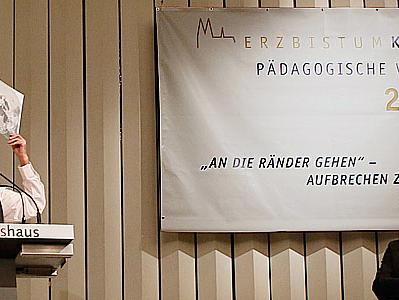 ERZBISTUM K
PÄDAGOGISCHE
2
„AN DIE RÄNDER GEHEN“ –
AUFBRECHEN Z
shaus